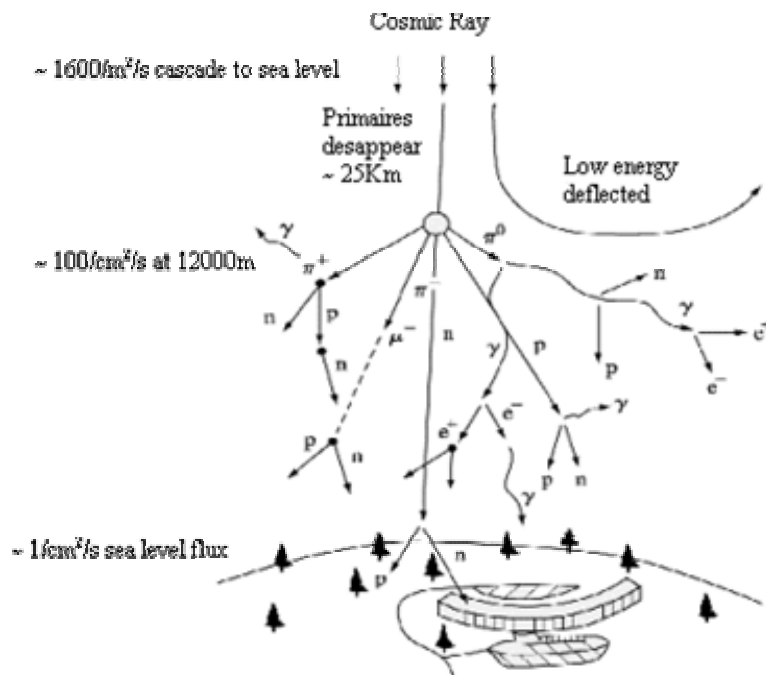 Cosmic Ray
~ 1600/m²/s cascade to sea level
Primaires
desappear
~ 25Km
Low energy
deflected
γ
π⁰
~ 100/cm²/s at 12000m
π⁺
π⁻
n
n
p
μ⁻
n
γ
p
γ
p
e⁻
n
e⁻
γ
e⁺
p
n
p
n
γ
~ 1/cm²/s sea level flux
n
p